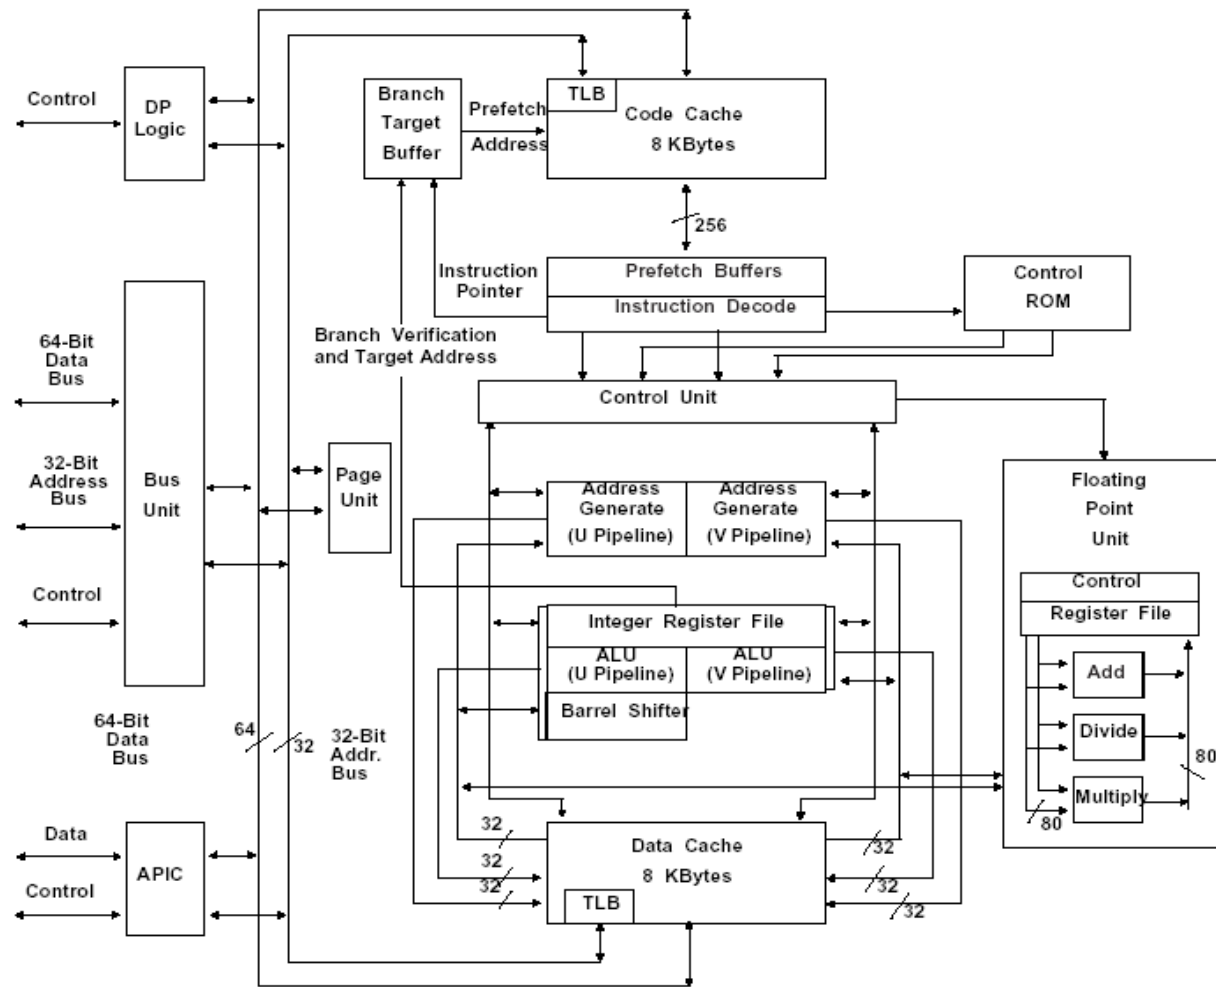 Control
DP
Logic
Branch
Target
Buffer
Prefetch
Address
TLB
Code Cache
8 KBytes
256
Instruction
Pointer
Prefetch Buffers
Instruction Decode
Control
ROM
Branch Verification
and Target Address
64-Bit
Data
Bus
32-Bit
Address
Bus
Control
Bus
Unit
Page
Unit
Control Unit
Address
Generate
(U Pipeline)
Address
Generate
(V Pipeline)
Integer Register File
ALU
(U Pipeline)
ALU
(V Pipeline)
Barrel Shifter
Floating
Point
Unit
Control
Register File
Add
Divide
Multiply
80
80
64-Bit
Data
Bus
64
32
32-Bit
Addr.
Bus
Data
Control
APIC
32
32
32
Data Cache
8 KBytes
TLB
32
32
32